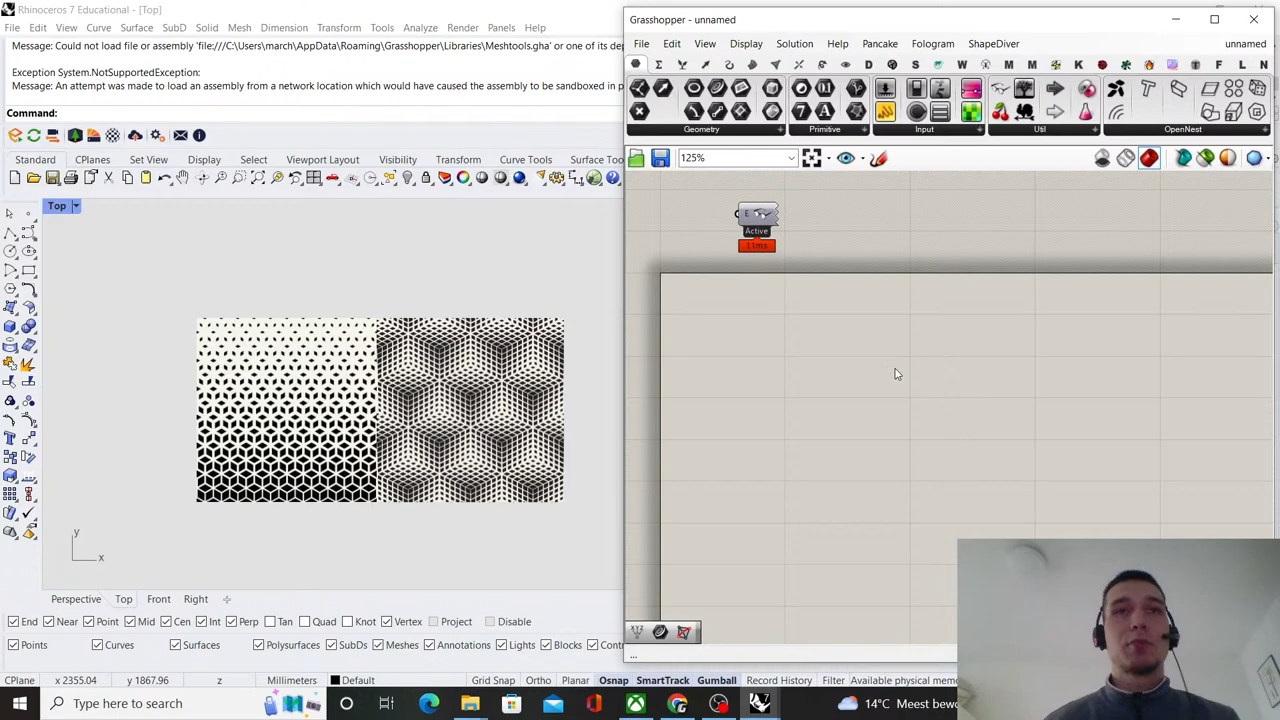 Rhinoceros 7 Educational - [Top]
File Edit View Curve Surface SubD Solid Mesh Dimension Transform Tools Analyze Render Panels Help
Message: Could not load file or assembly 'file:///C:\Users\march\AppData\Roaming\Grasshopper\Libraries\Meshtools.gha' or one of its dep
Exception System.NotSupportedException:
Message: An attempt was made to load an assembly from a network location which would have caused the assembly to be sandboxed in p
Command:
Standard CPlanes Set View Display Select Viewport Layout Visibility Transform Curve Tools Surface Too
Top
y
x
Perspective Top Front Right
End Near Point Mid Cen Int Perp Tan Quad Knot Vertex Project Disable
Points Curves Surfaces Polysurfaces SubDs Meshes Annotations Lights Blocks Con
CPlane x 2355.04 y 1867.96 z Millimeters Default Grid Snap Ortho Planar Osnap SmartTrack Gumball Record History Filter Available physical mem
Grasshopper - unnamed
File Edit View Display Solution Help Pancake Fologram ShapeDiver unnamed
D S W M M K F L N
Geometry Primitive Input Util OpenNest
125%
E
Active
11ms
...
Type here to search
14°C Meest bewo